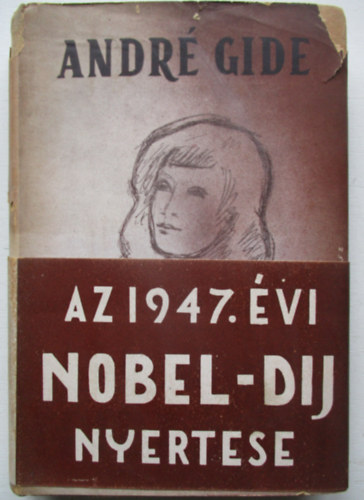 ANDRÉ GIDE
AZ 1947. ÉVI
NOBEL-DIJ
NYERTESE